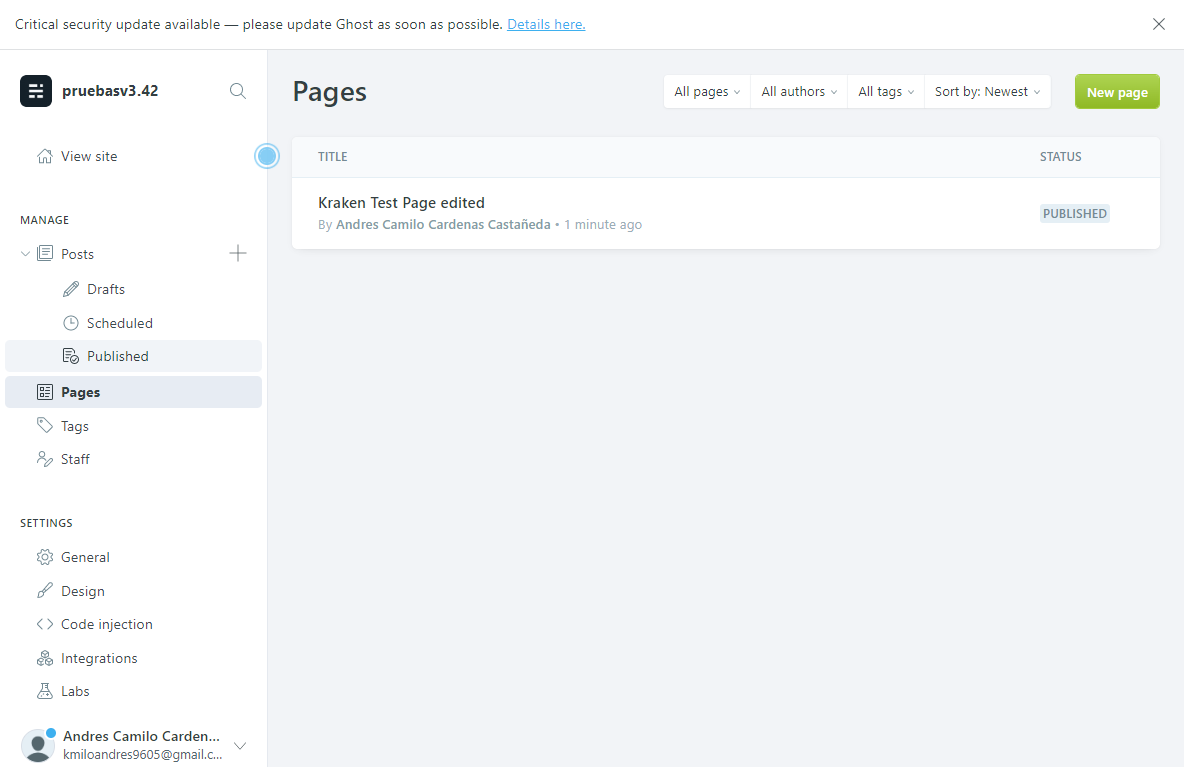 Critical security update available — please update Ghost as soon as possible. Details here.
pruebasv3.42
View site
MANAGE
Posts
Drafts
Scheduled
Published
Pages
Tags
Staff
SETTINGS
General
Design
Code injection
Integrations
Labs
Andres Camilo Carden...
kmiloandres9605@gmail.c...
Pages
All pages
All authors
All tags
Sort by: Newest
New page
TITLE
STATUS
Kraken Test Page edited
By Andres Camilo Cardenas Castañeda • 1 minute ago
PUBLISHED